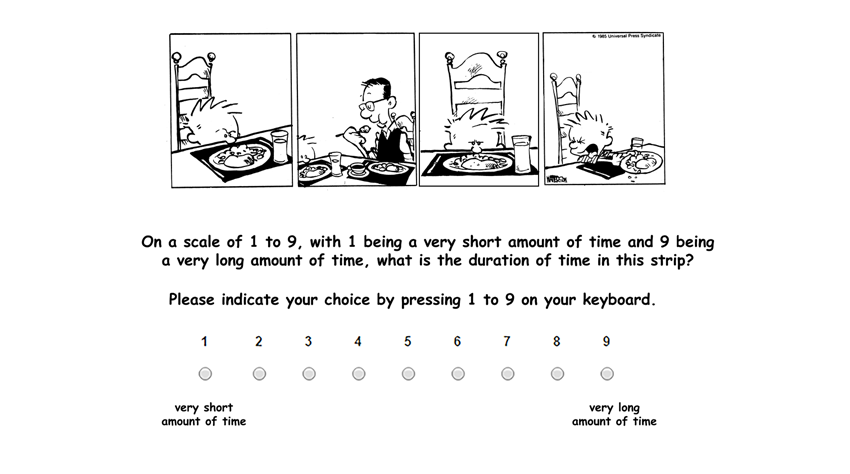 © 1985 Universal Press Syndicate
On a scale of 1 to 9, with 1 being a very short amount of time and 9 being
a very long amount of time, what is the duration of time in this strip?
Please indicate your choice by pressing 1 to 9 on your keyboard.
1 2 3 4 5 6 7 8 9
very short
amount of time
very long
amount of time